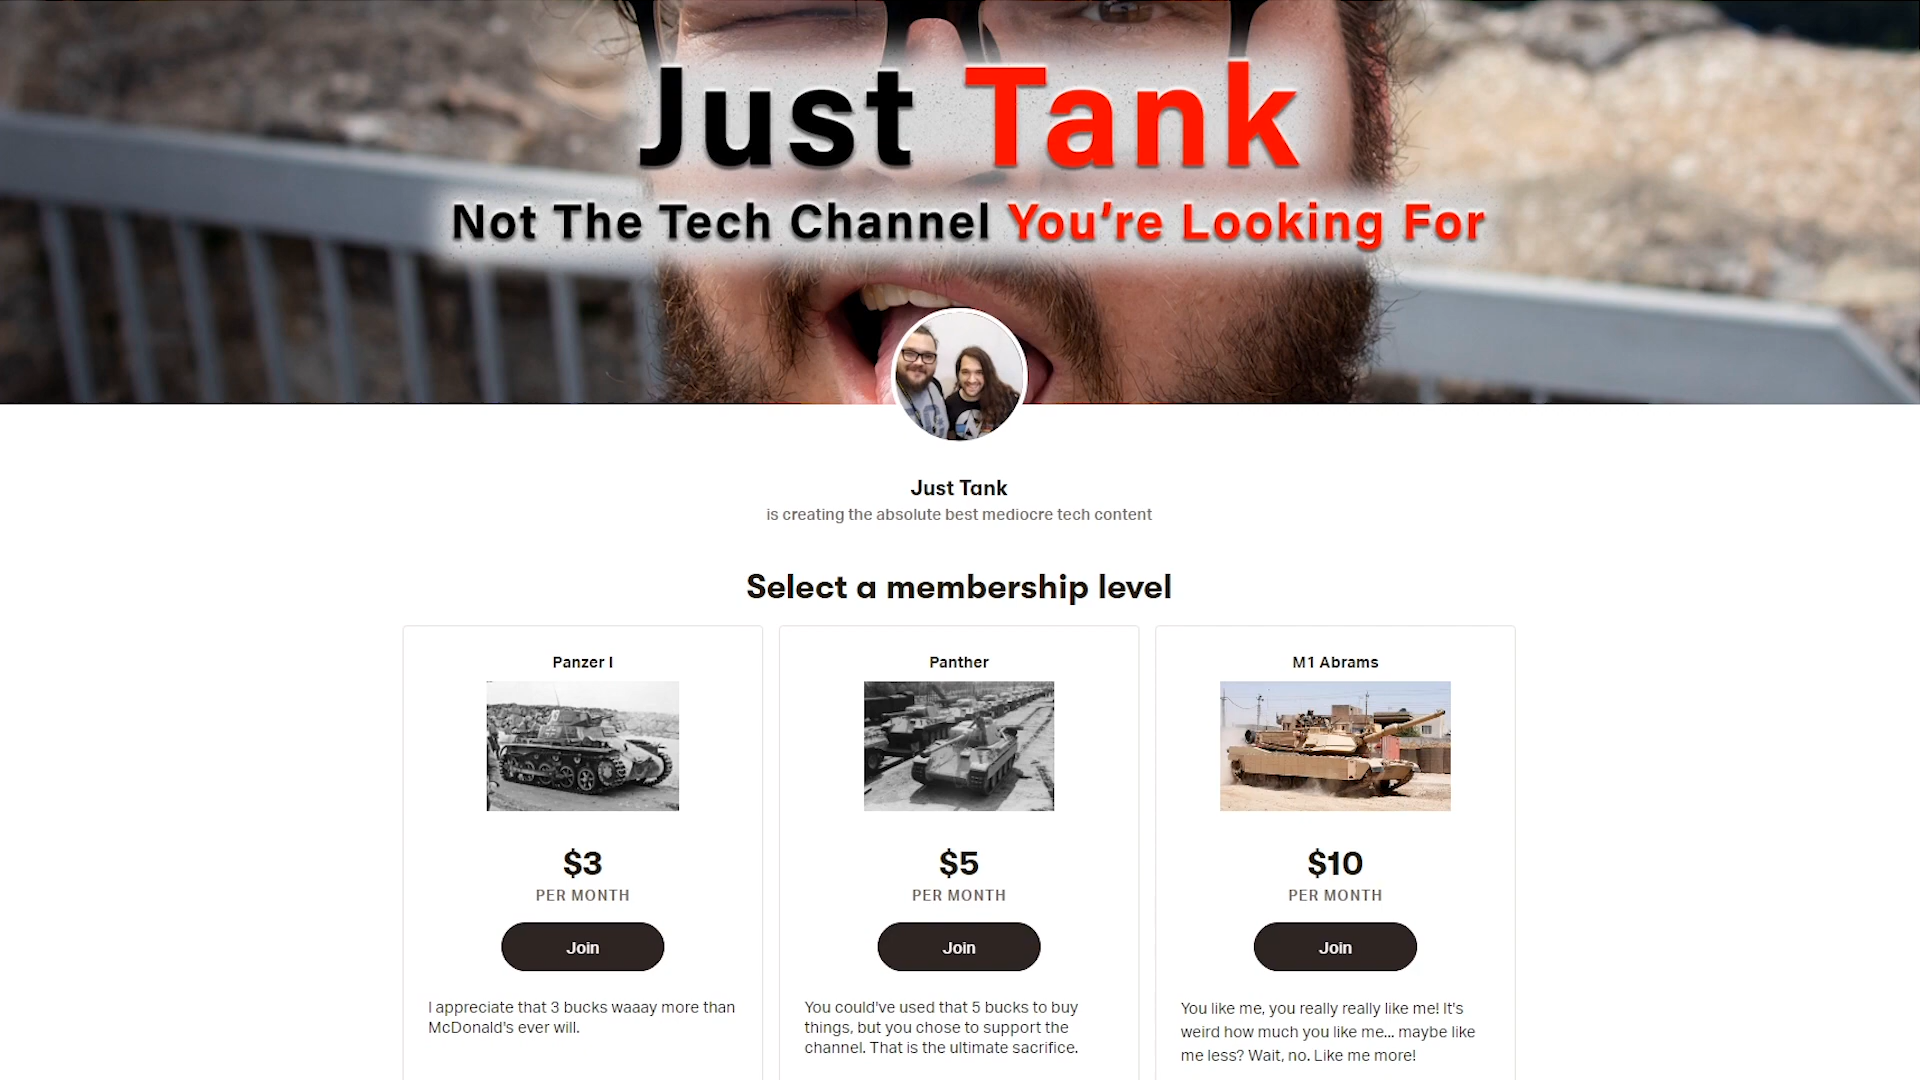 Just Tank
Not The Tech Channel You're Looking For
Just Tank
is creating the absolute best mediocre tech content
Select a membership level
Panzer I
$3
PER MONTH
Join
I appreciate that 3 bucks waaay more than
McDonald's ever will.
Panther
$5
PER MONTH
Join
You could've used that 5 bucks to buy
things, but you chose to support the
channel. That is the ultimate sacrifice.
M1 Abrams
$10
PER MONTH
Join
You like me, you really really like me! It's
weird how much you like me... maybe like
me less? Wait, no. Like me more!